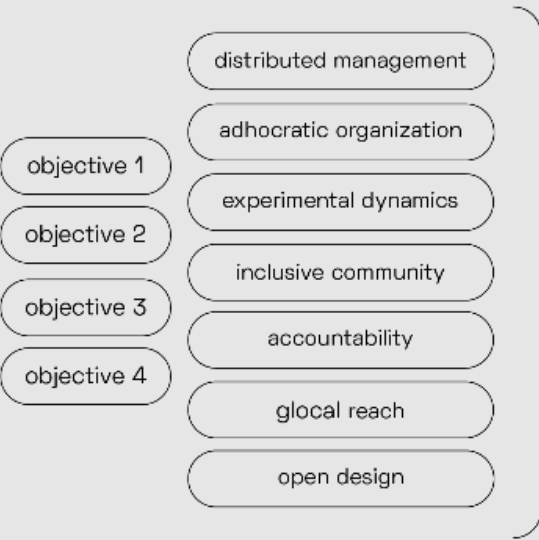 objective 1
objective 2
objective 3
objective 4
distributed management
adhocratic organization
experimental dynamics
inclusive community
accountability
glocal reach
open design